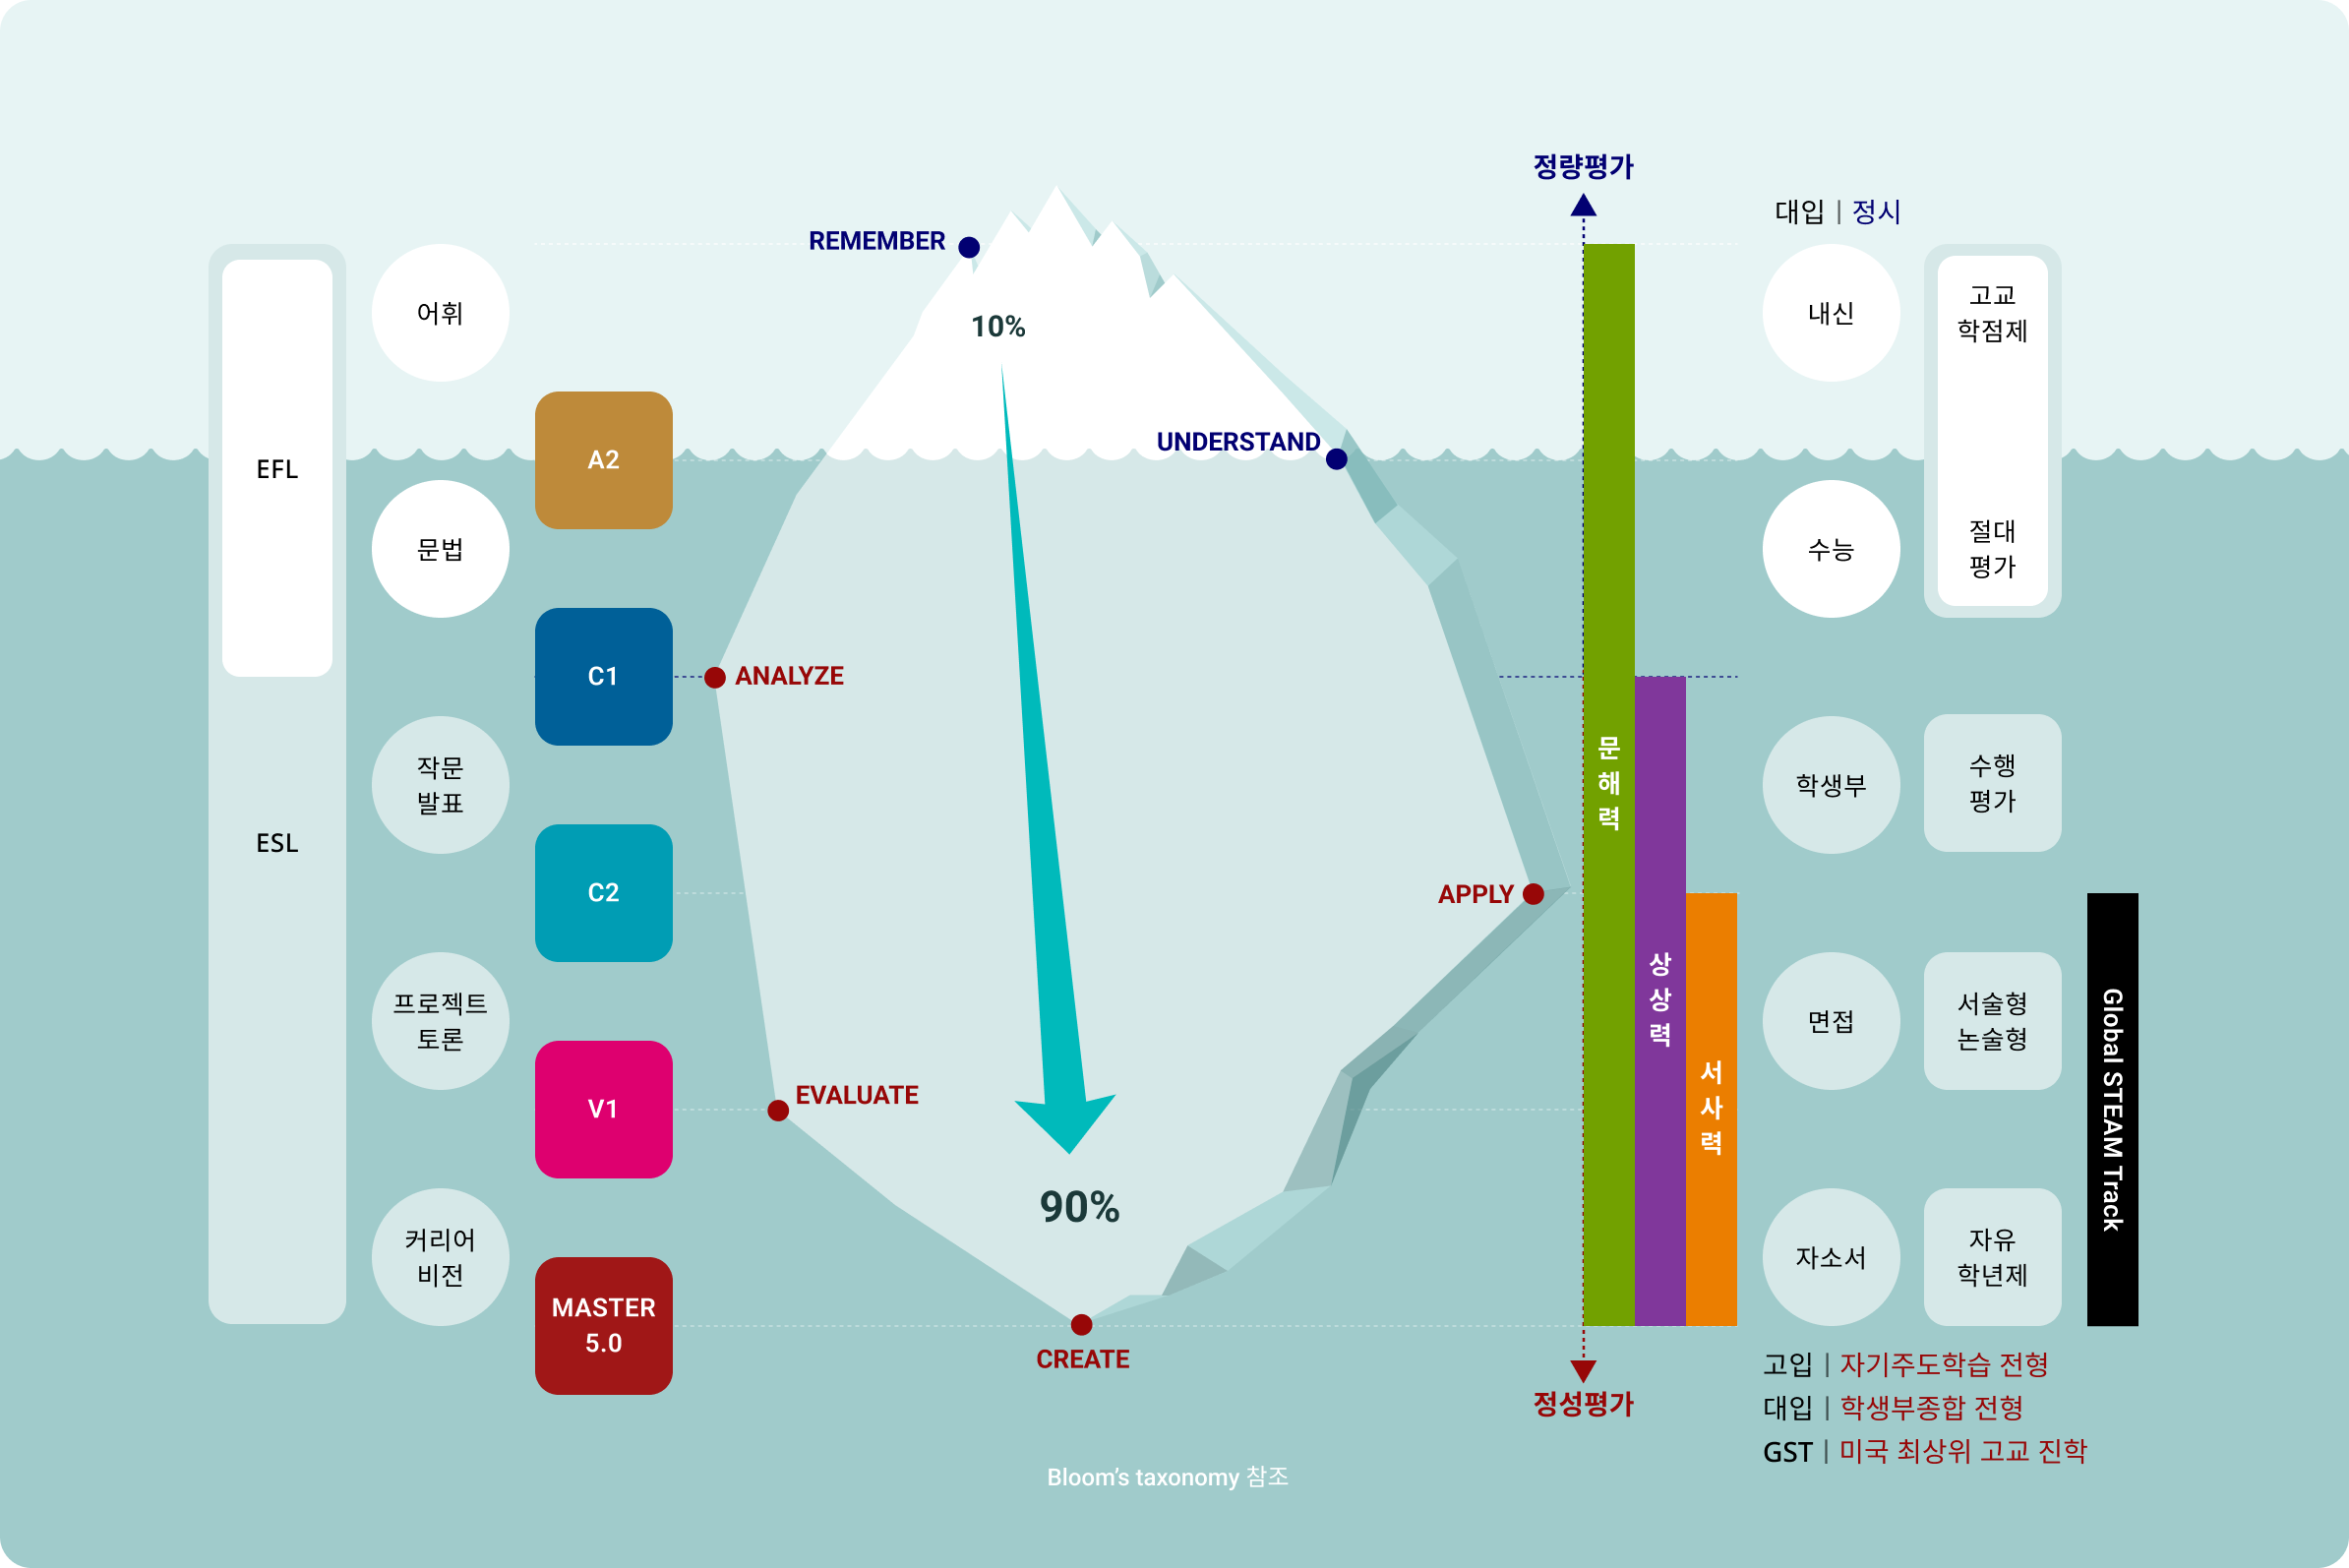 정량평가
대입 | 정시
REMEMBER
10%
UNDERSTAND
ANALYZE
APPLY
EVALUATE
90%
CREATE
EFL
ESL
어휘
문법
작문
발표
프로젝트
토론
커리어
비전
A2
C1
C2
V1
MASTER
5.0
문
해
력
상
상
력
서
사
력
내신
수능
학생부
면접
자소서
고교
학점제
절대
평가
수행
평가
서술형
논술형
자유
학년제
Global STEAM Track
정성평가
고입 | 자기주도학습 전형
대입 | 학생부종합 전형
GST | 미국 최상위 고교 진학
Bloom’s taxonomy 참조